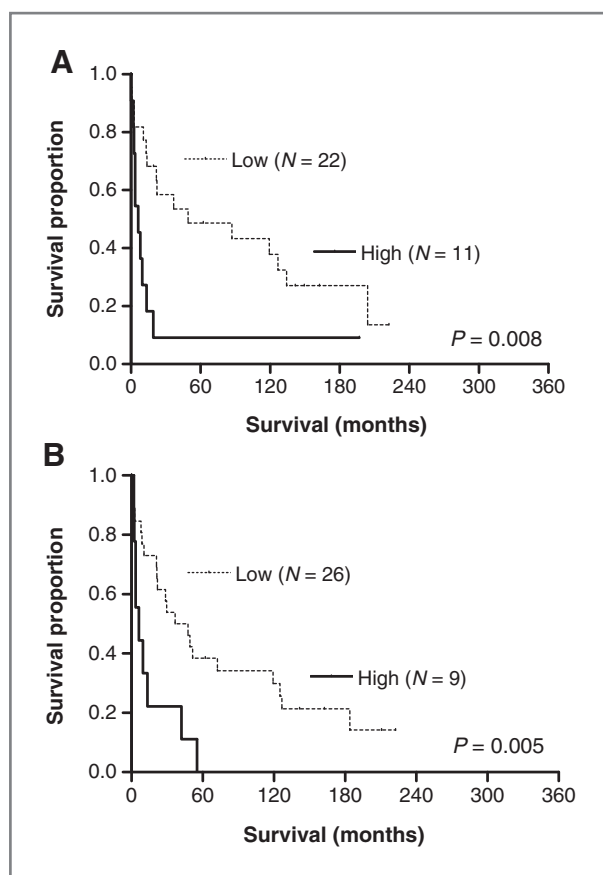 A
1.0
0.8
0.6
0.4
0.2
0.0
Survival proportion
Low (N = 22)
High (N = 11)
P = 0.008
0 60 120 180 240 300 360
Survival (months)
B
1.0
0.8
0.6
0.4
0.2
0.0
Survival proportion
Low (N = 26)
High (N = 9)
P = 0.005
0 60 120 180 240 300 360
Survival (months)